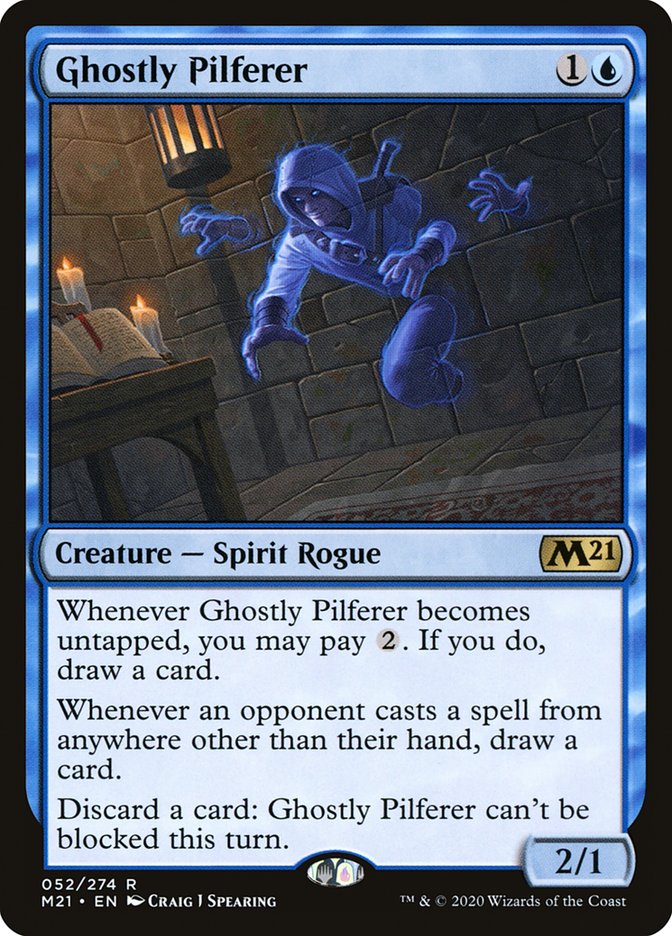 Ghostly Pilferer 1
Creature — Spirit Rogue M21
Whenever Ghostly Pilferer becomes
untapped, you may pay 2. If you do,
draw a card.
Whenever an opponent casts a spell from
anywhere other than their hand, draw a
card.
Discard a card: Ghostly Pilferer can't be
blocked this turn.
2/1
052/274 R
M21 • EN Craig J Spearing
™ & © 2020 Wizards of the Coast